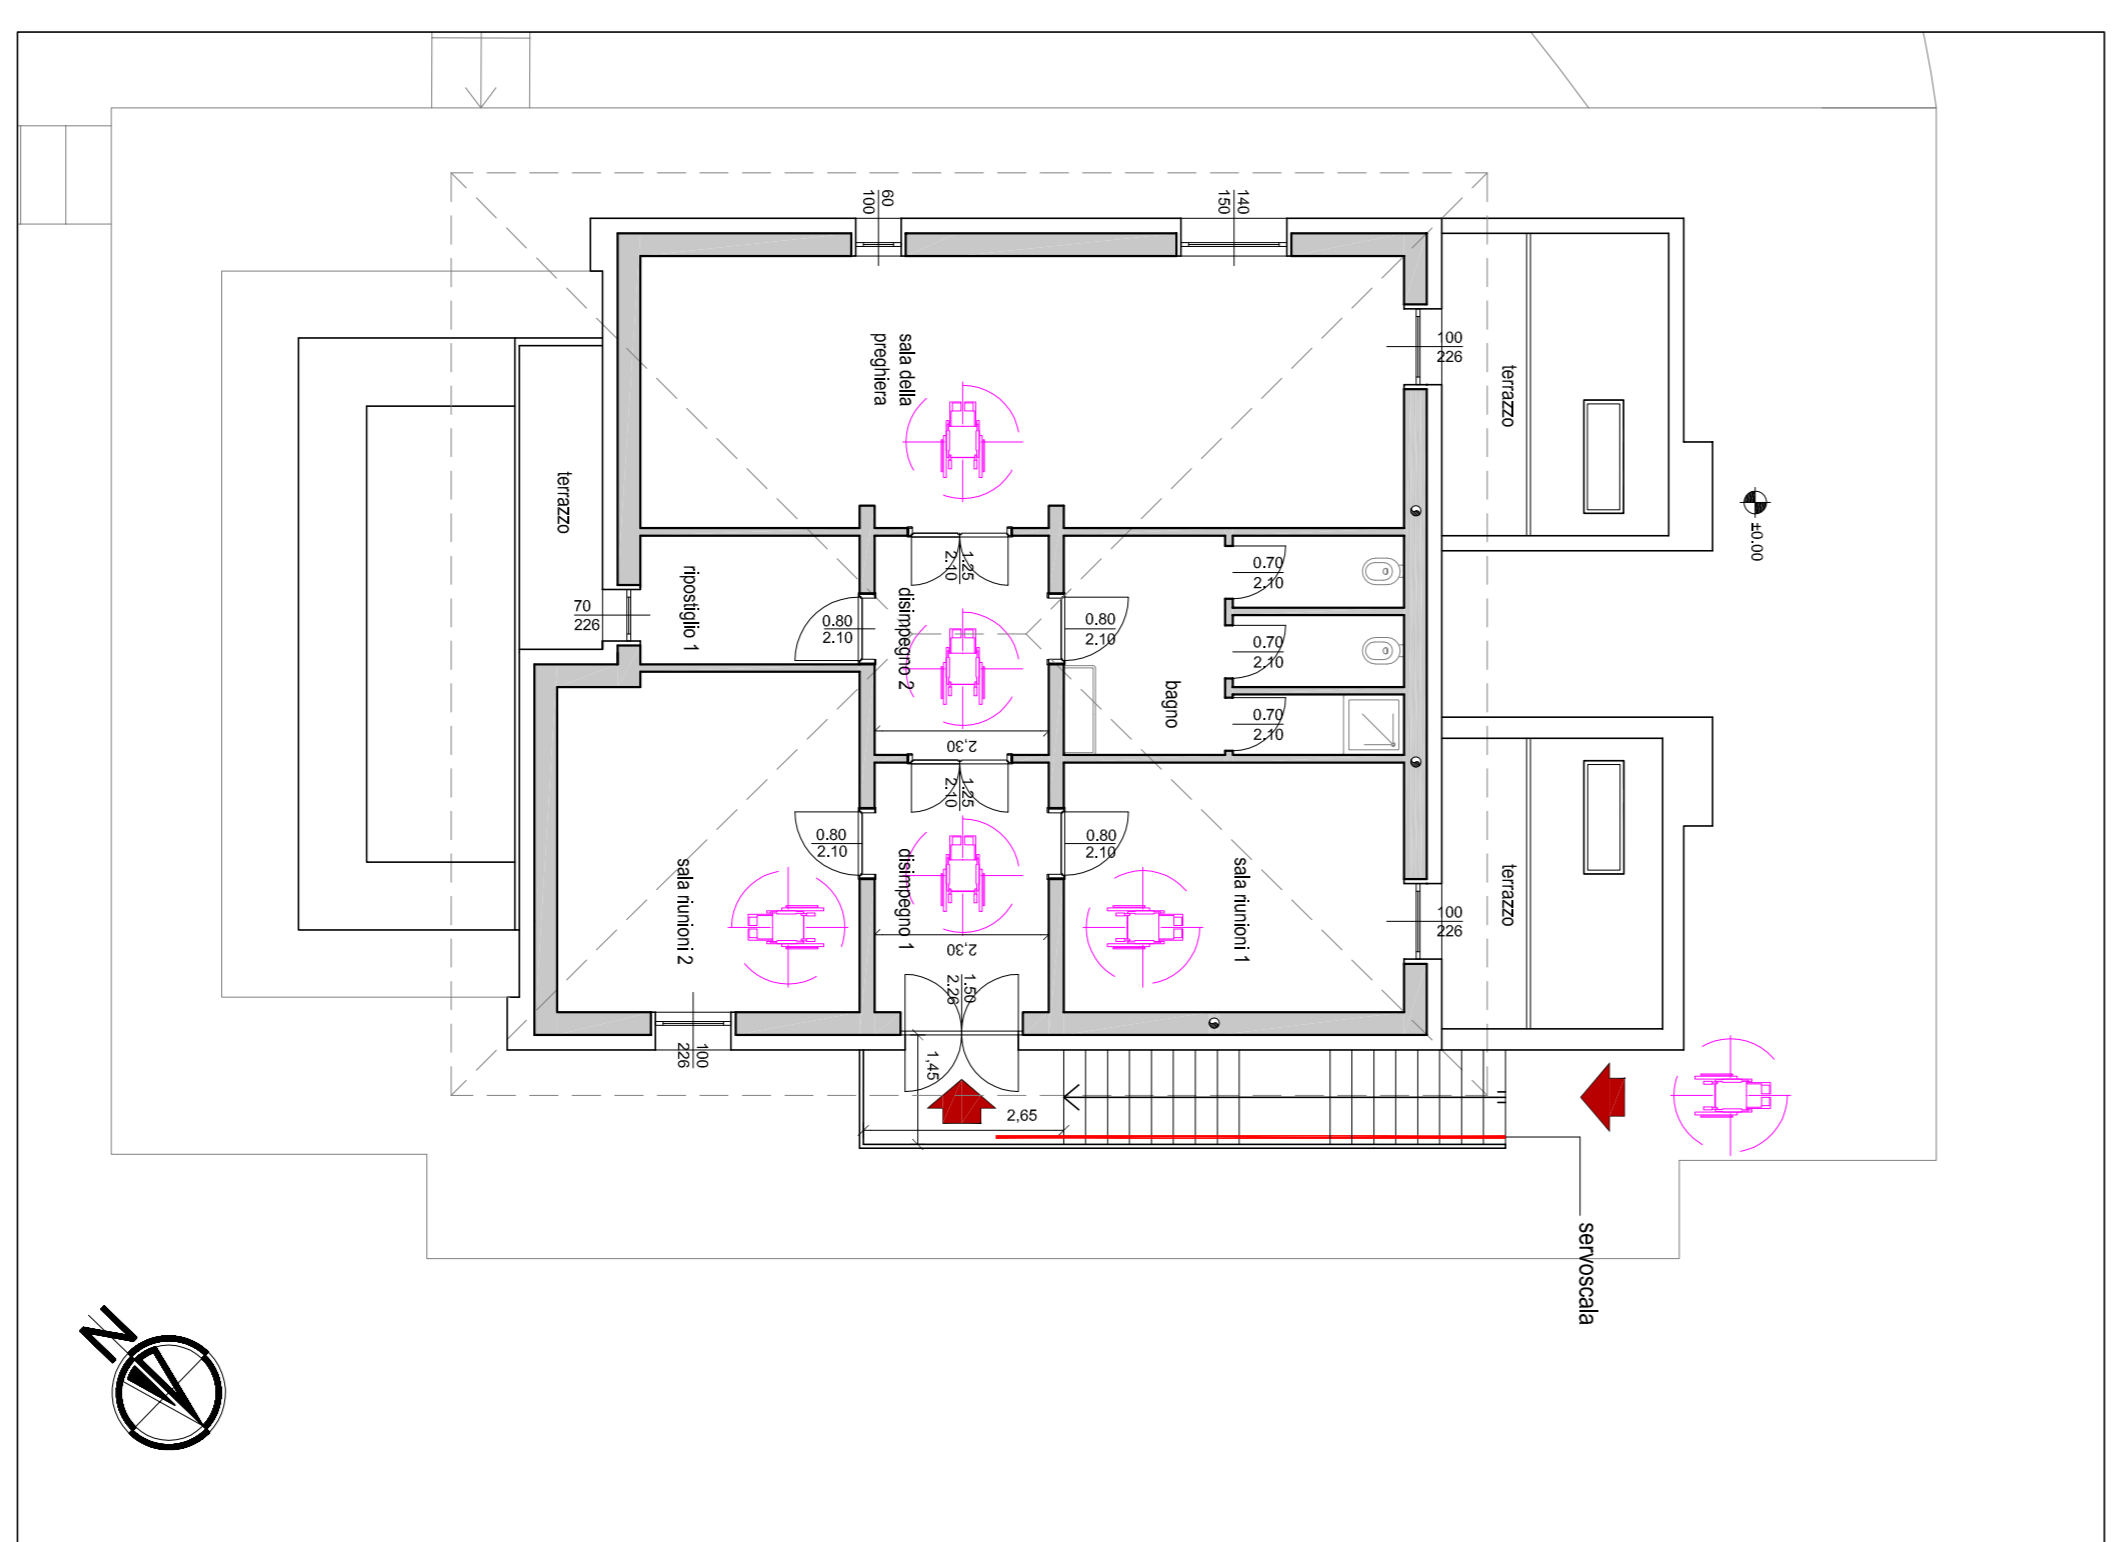 60
100
140
150
100
226
terrazzo
sala della
preghiera
terrazzo
±0.00
1.25
2.10
0.70
2.10
ripostiglio 1
disimpegno 2
70
226
0.80
2.10
0.80
2.10
0.70
2.10
bagno
0.70
2.10
2,30
1.25
2.10
0.80
2.10
0.80
2.10
sala riunioni 2
disimpegno 1
sala riunioni 1
terrazzo
100
226
2,30
1.50
2.26
100
226
1,45
2,65
servoscala
N